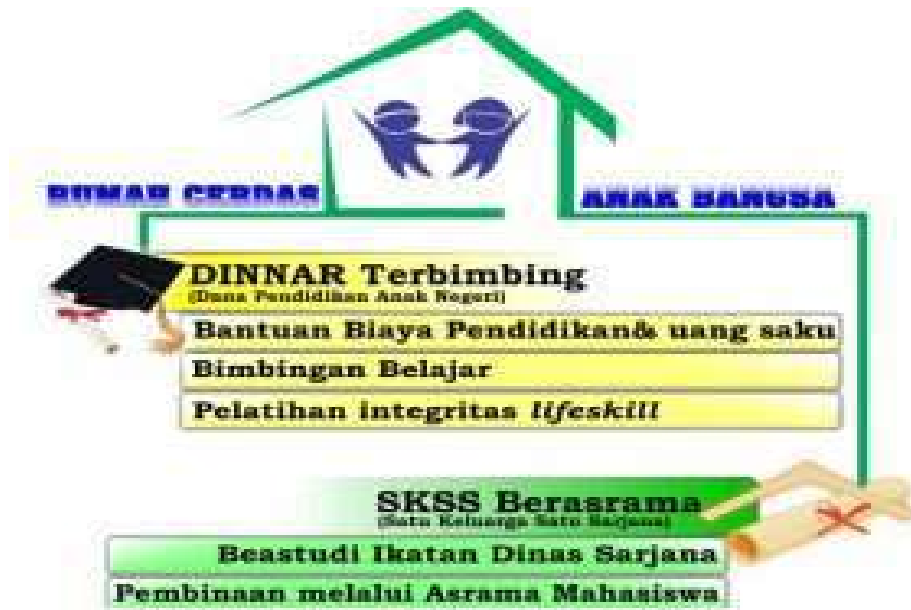 RUMAH CERDAS
ANAK BANGSA
DINNAR Terbimbing
(Dana Pendidikan Anak Negeri)
Bantuan Biaya Pendidikan& uang saku
Bimbingan Belajar
Pelatihan integritas lifeskill
SKSS Berasrama
(Satu Keluarga Satu Sarjana)
Beastudi Ikatan Dinas Sarjana
Pembinaan melalui Asrama Mahasiswa